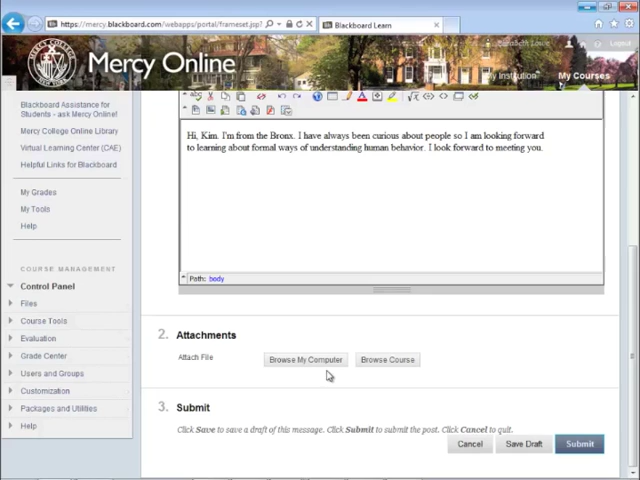 https://mercy.blackboard.com/webapps/portal/frameset.jsp?
Blackboard Learn
Mercy Online
Logout
My Institution
My Courses
Blackboard Assistance for
Students - ask Mercy Online!
Mercy College Online Library
Virtual Learning Center (CAE)
Helpful Links for Blackboard
My Grades
My Tools
Help
COURSE MANAGEMENT
Control Panel
Files
Course Tools
Evaluation
Grade Center
Users and Groups
Customization
Packages and Utilities
Help
Hi, Kim. I'm from the Bronx. I have always been curious about people so I am looking forward
to learning about formal ways of understanding human behavior. I look forward to meeting you.
Path: body
2. Attachments
Attach File
Browse My Computer
Browse Course
3. Submit
Click Save to save a draft of this message. Click Submit to submit the post. Click Cancel to quit.
Cancel
Save Draft
Submit